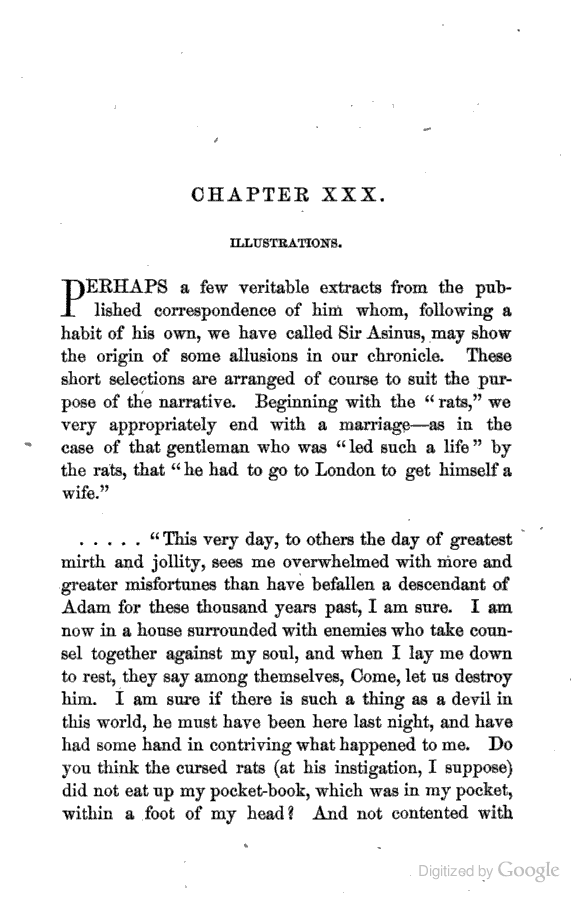 CHAPTER XXX.
ILLUSTRATIONS.
PERHAPS a few veritable extracts from the pub-
lished correspondence of him whom, following a
habit of his own, we have called Sir Asinus, may show
the origin of some allusions in our chronicle. These
short selections are arranged of course to suit the pur-
pose of the narrative. Beginning with the "rats," we
very appropriately end with a marriage—as in the
case of that gentleman who was "led such a life" by
the rats, that "he had to go to London to get himself a
wife."
. . . . . "This very day, to others the day of greatest
mirth and jollity, sees me overwhelmed with more and
greater misfortunes than have befallen a descendant of
Adam for these thousand years past, I am sure. I am
now in a house surrounded with enemies who take coun-
sel together against my soul, and when I lay me down
to rest, they say among themselves, Come, let us destroy
him. I am sure if there is such a thing as a devil in
this world, he must have been here last night, and have
had some hand in contriving what happened to me. Do
you think the cursed rats (at his instigation, I suppose)
did not eat up my pocket-book, which was in my pocket,
within a foot of my head? And not contented with
Digitized by Google